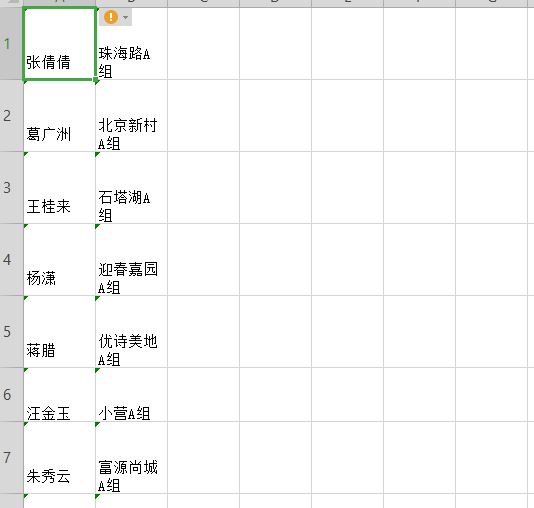 1
张倩倩
珠海路A
组
2
葛广洲
北京新村
A组
3
王桂来
石塔湖A
组
4
杨潇
迎春嘉园
A组
5
蒋腊
优诗美地
A组
6
汪金玉
小营A组
7
朱秀云
富源尚城
A组